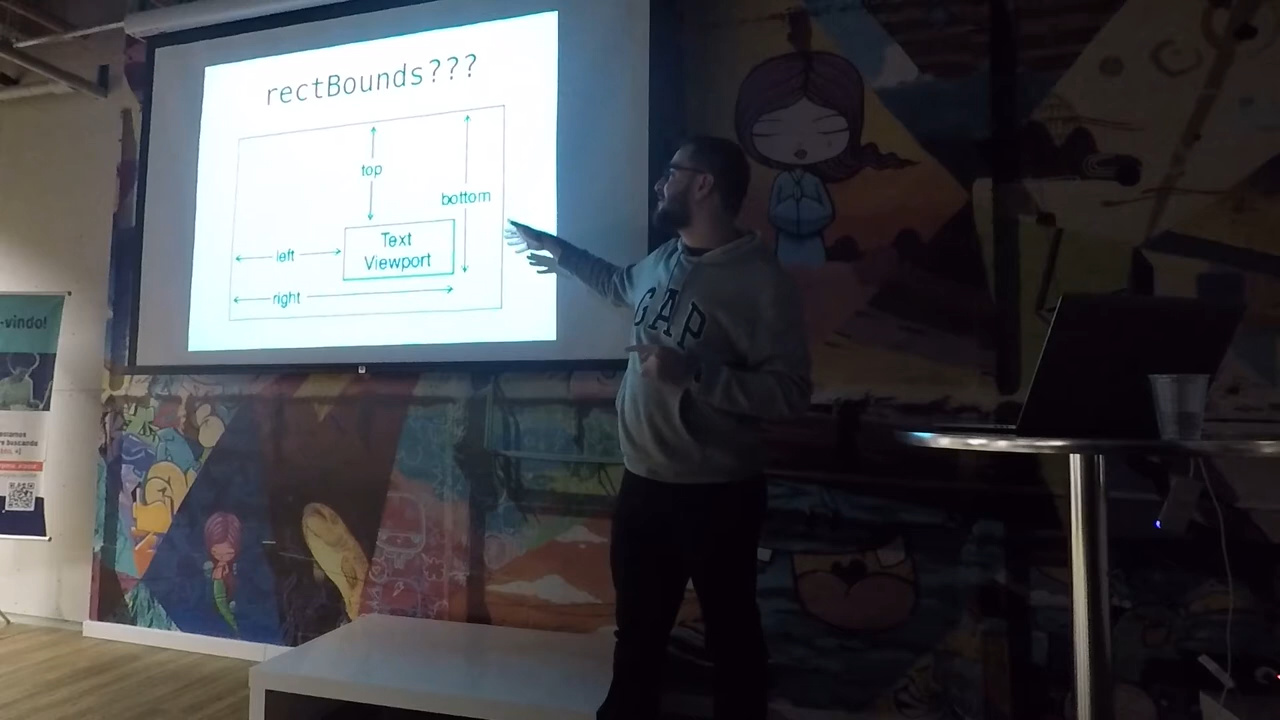 rectBounds???
top
bottom
Text
Viewport
left
right
GAP
-vindo!